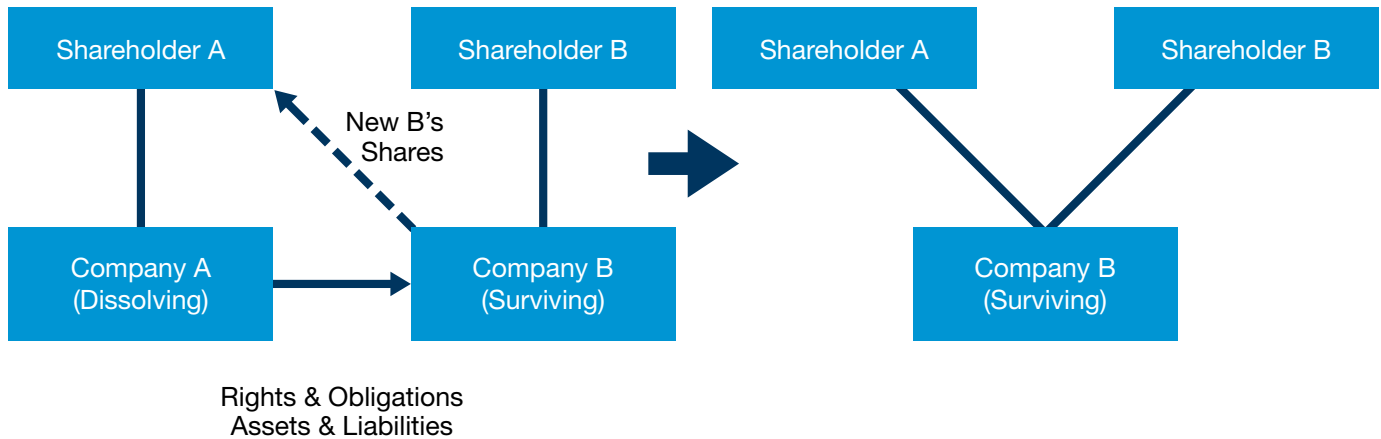 Shareholder A
Shareholder B
Shareholder A
Shareholder B
New B's
Shares
Company A
(Dissolving)
Company B
(Surviving)
Company B
(Surviving)
Rights & Obligations
Assets & Liabilities